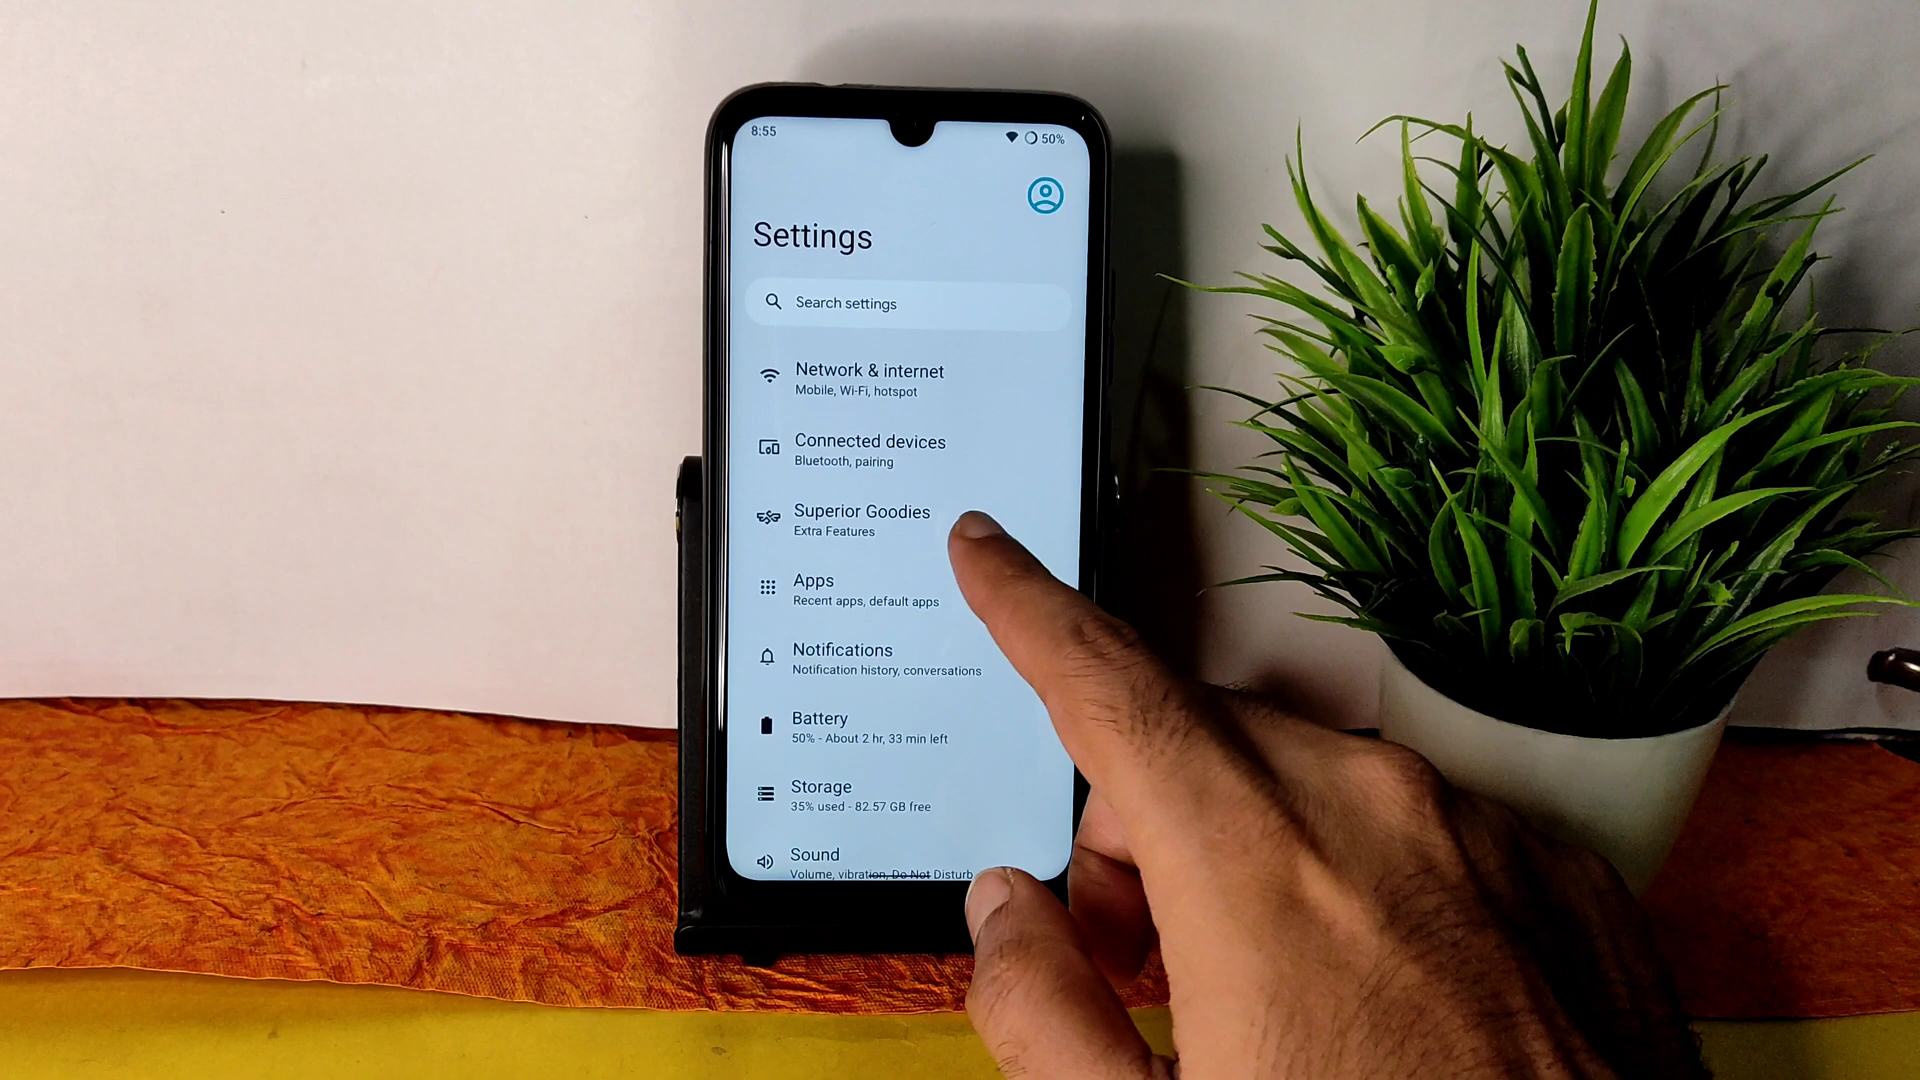 8:55
50%
Settings
Search settings
Network & internet
Mobile, Wi-Fi, hotspot
Connected devices
Bluetooth, pairing
Superior Goodies
Extra Features
Apps
Recent apps, default apps
Notifications
Notification history, conversations
Battery
50% - About 2 hr, 33 min left
Storage
35% used - 82.57 GB free
Sound
Volume, vibration, Do Not Disturb